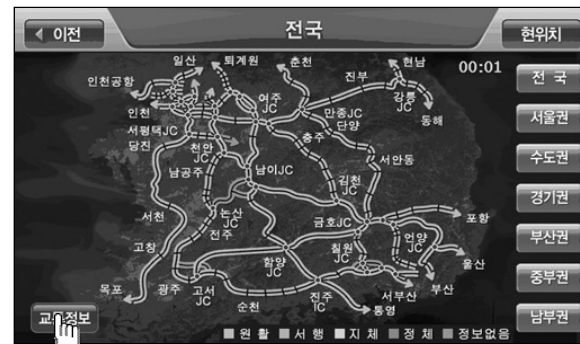 이전
전국
현위치
00:01
전 국
서울권
수도권
경기권
부산권
중부권
남부권
일산
퇴계원
춘천
현남
인천공항
진부
인천
여주
JC
강릉
JC
만종JC
동해
서평택JC
단양
당진
천안
JC
충주
서안동
남공주
남이JC
김천
JC
서천
논산
JC
금호JC
포항
전주
고창
언양
JC
칠원
JC
함양
JC
울산
목포
광주
고서
JC
순천
진주
IC
서부산
부산
통영
원 활
서 행
지 체
정 체
정보없음